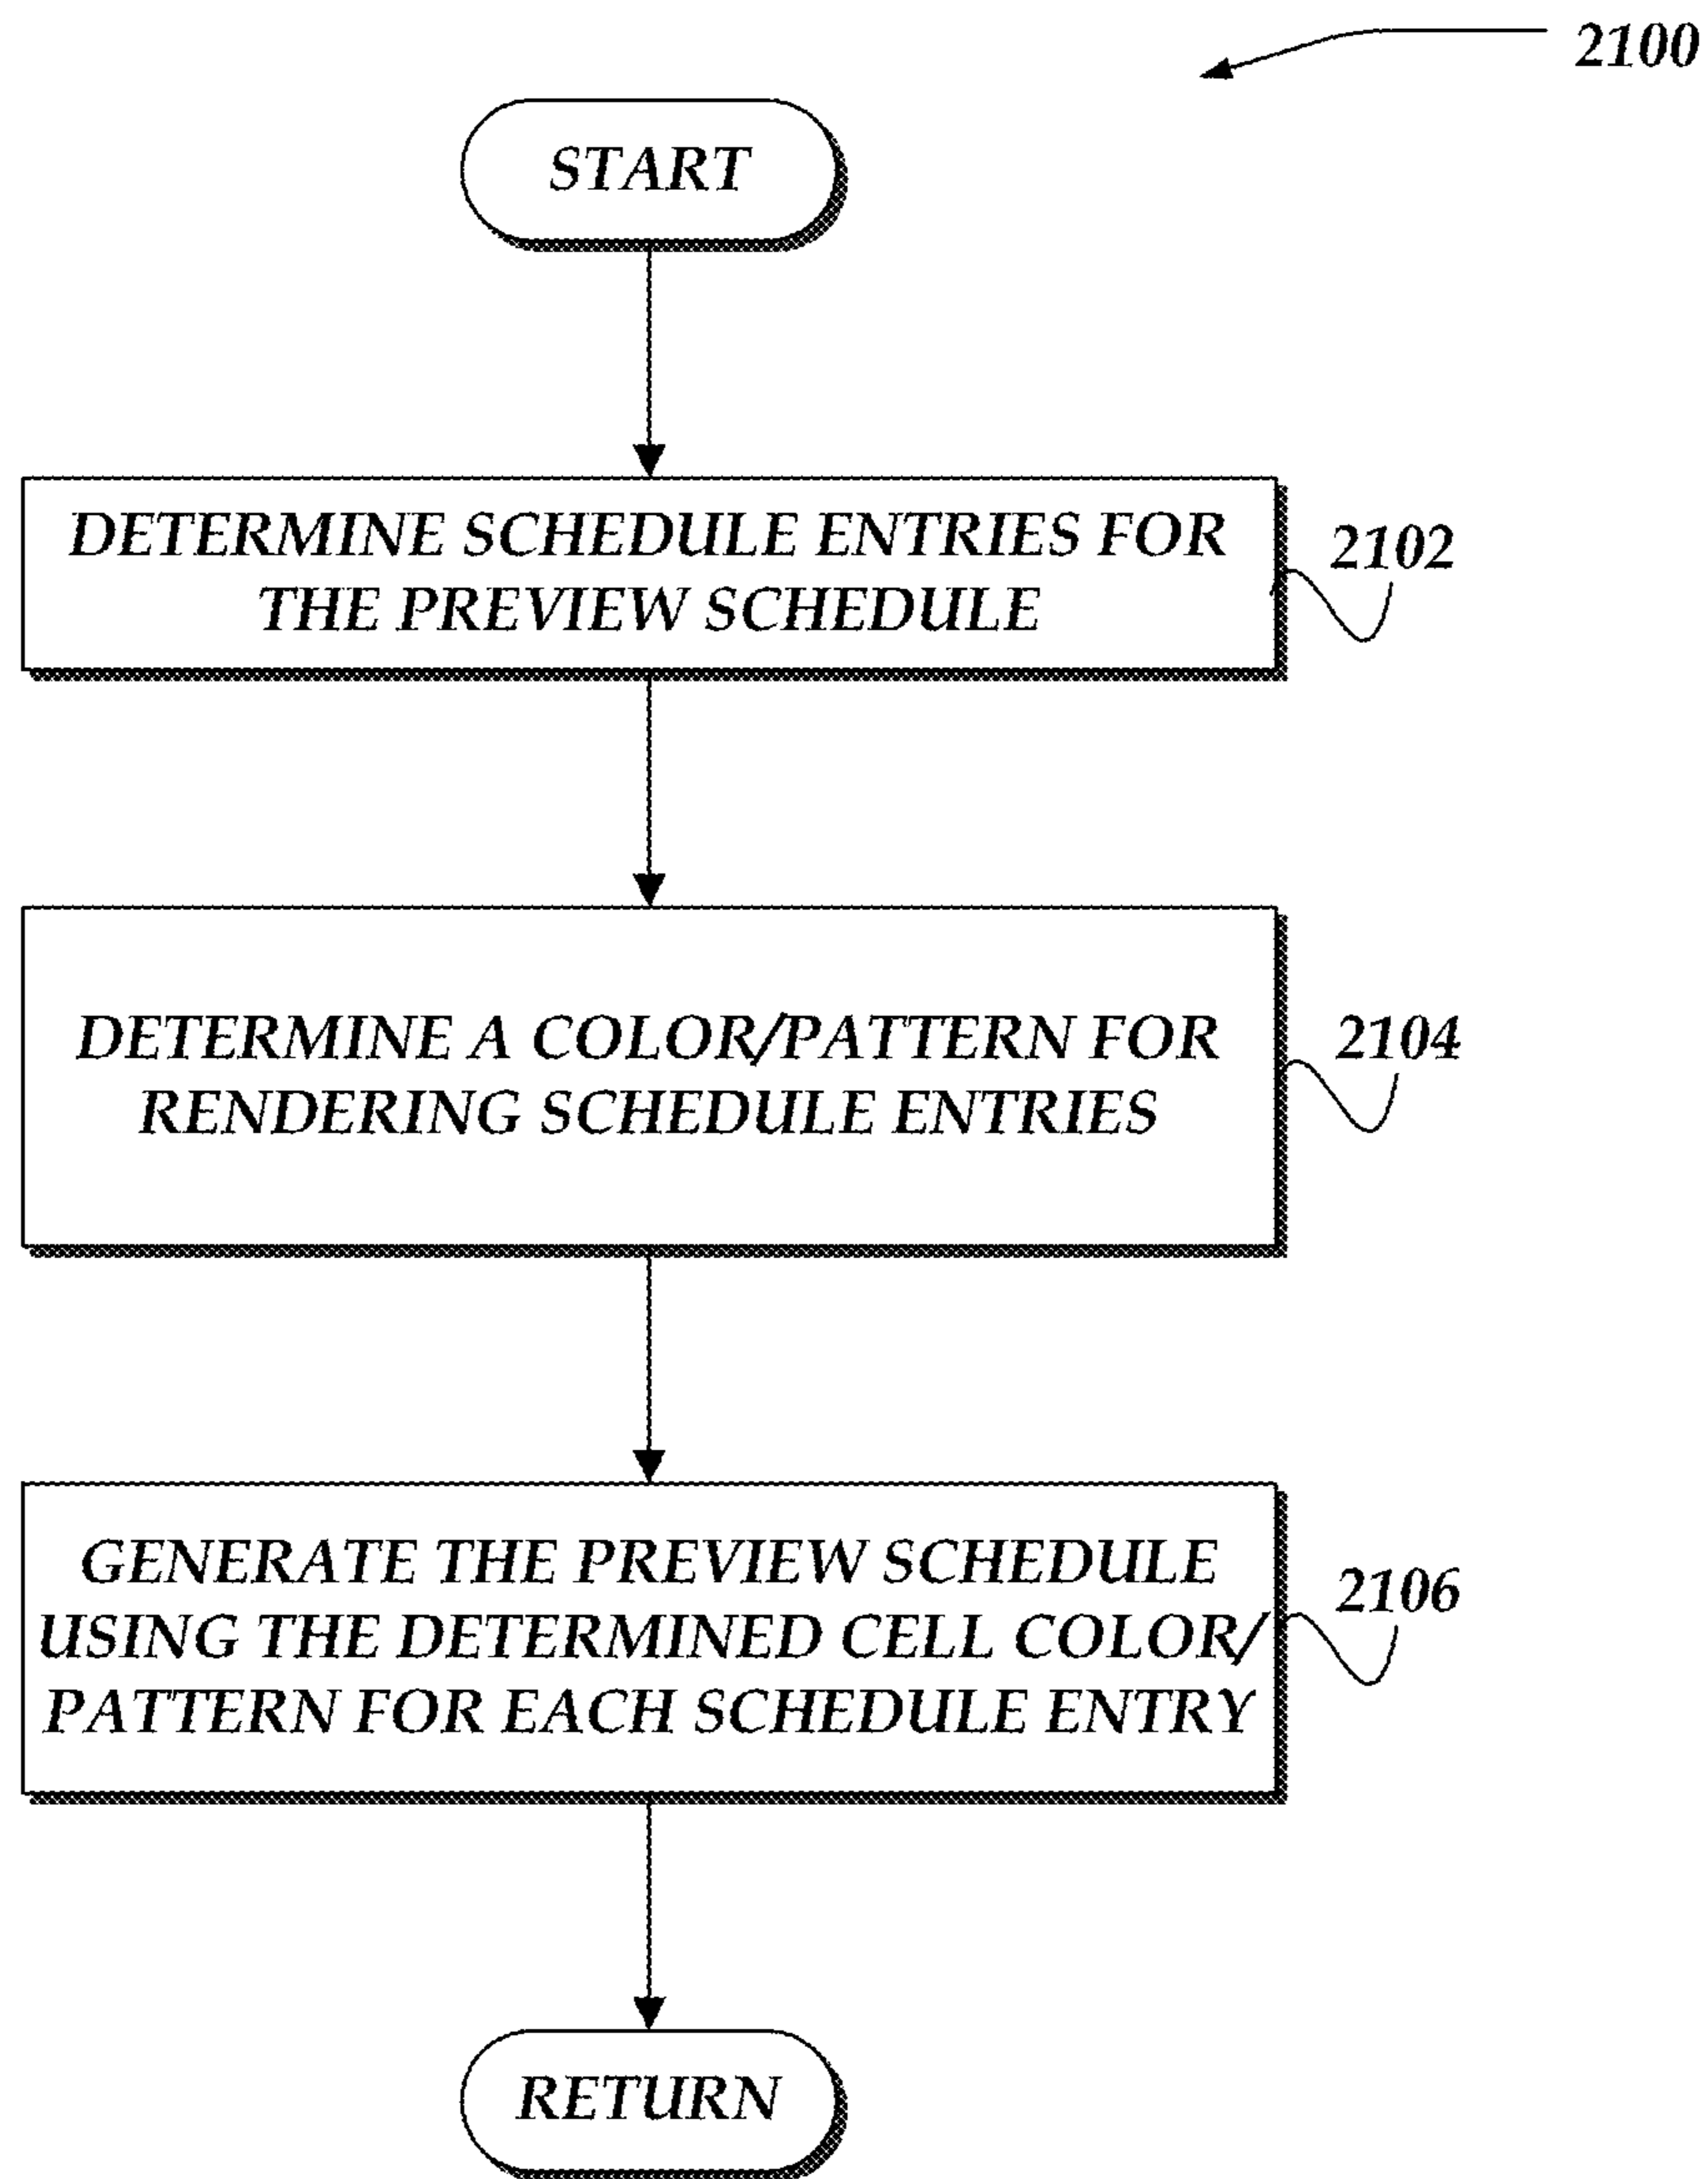 2100
START
DETERMINE SCHEDULE ENTRIES FOR
THE PREVIEW SCHEDULE
2102
DETERMINE A COLOR/PATTERN FOR
RENDERING SCHEDULE ENTRIES
2104
GENERATE THE PREVIEW SCHEDULE
USING THE DETERMINED CELL COLOR/
PATTERN FOR EACH SCHEDULE ENTRY
2106
RETURN